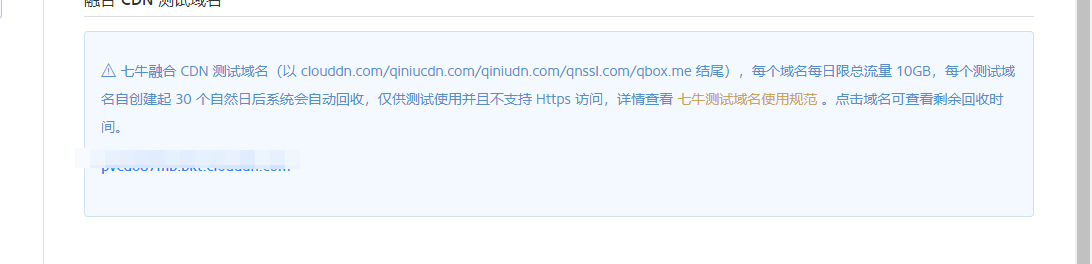 融合 CDN 测试域名
⚠ 七牛融合 CDN 测试域名（以 clouddn.com/qiniucdn.com/qiniudn.com/qnssl.com/qbox.me 结尾），每个域名每日限总流量 10GB，每个测试域
名自创建起 30 个自然日后系统会自动回收，仅供测试使用并且不支持 Https 访问，详情查看 七牛测试域名使用规范 。点击域名可查看剩余回收时
间。